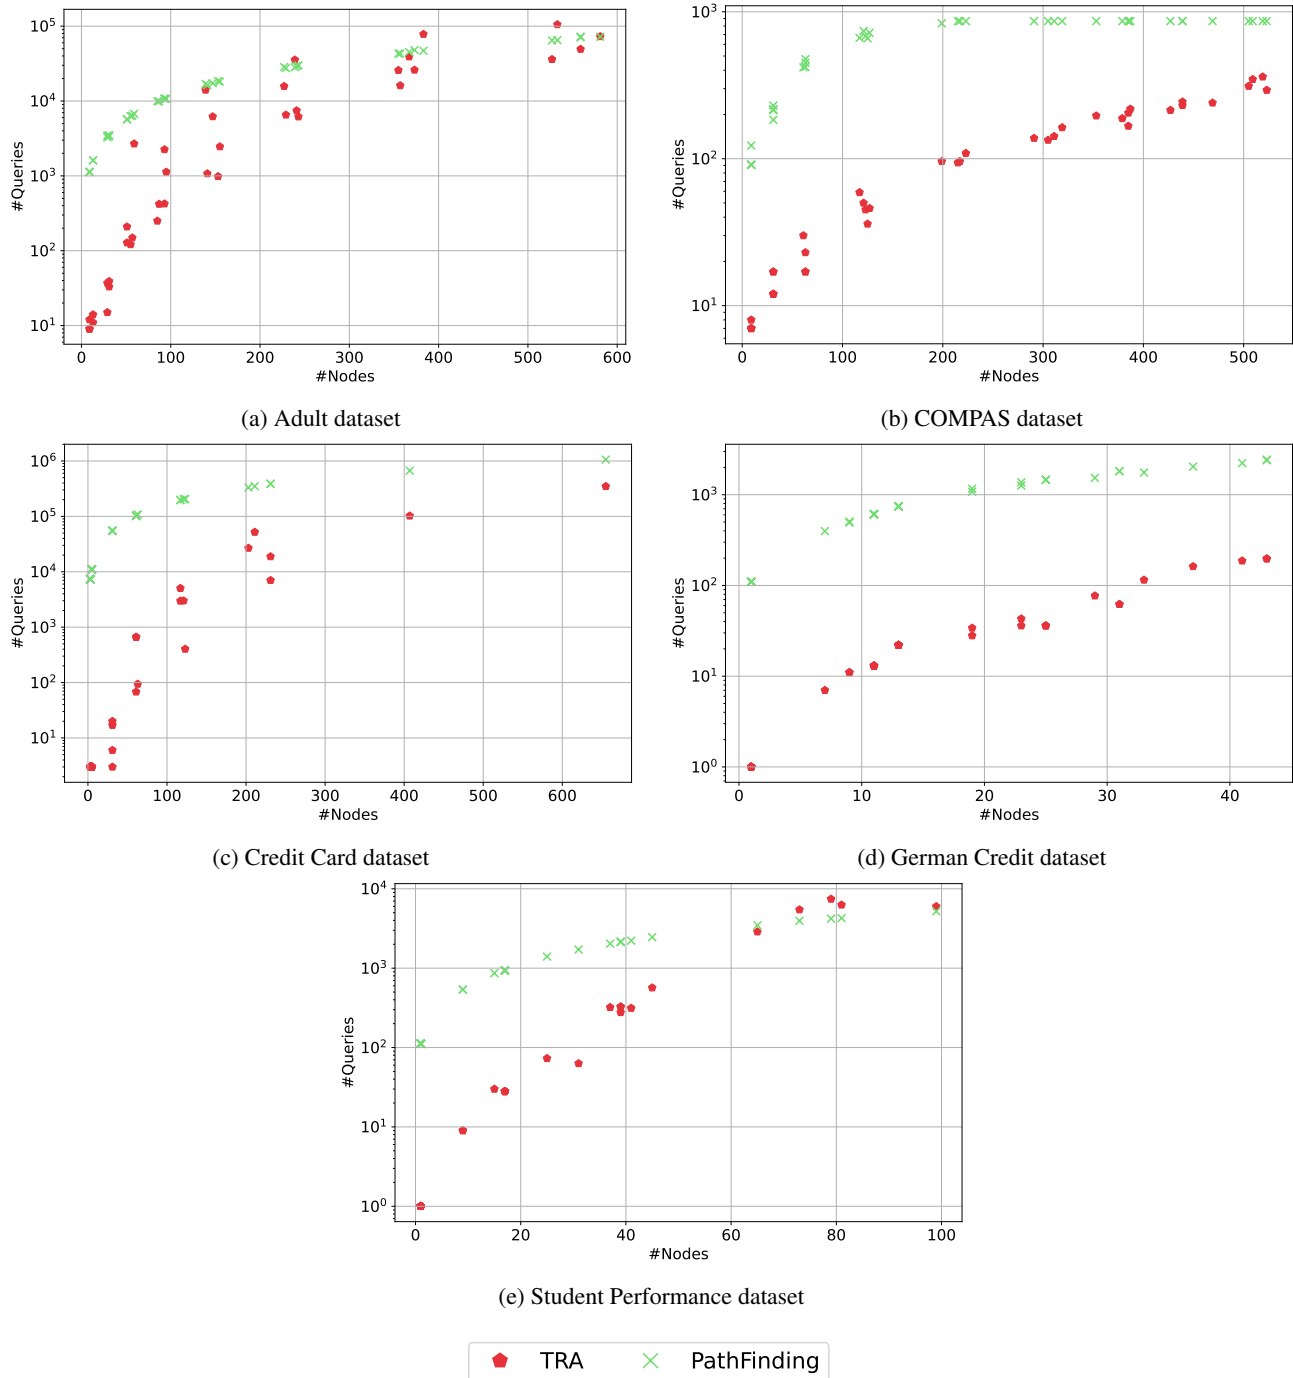 10^5
10^4
10^3
10^2
10^1
#Queries
0 100 200 300 400 500 600
#Nodes
(a) Adult dataset
10^3
10^2
10^1
#Queries
0 100 200 300 400 500
#Nodes
(b) COMPAS dataset
10^6
10^5
10^4
10^3
10^2
10^1
#Queries
0 100 200 300 400 500 600
#Nodes
(c) Credit Card dataset
10^3
10^2
10^1
10^0
#Queries
0 10 20 30 40
#Nodes
(d) German Credit dataset
10^4
10^3
10^2
10^1
10^0
#Queries
0 20 40 60 80 100
#Nodes
(e) Student Performance dataset
TRA PathFinding